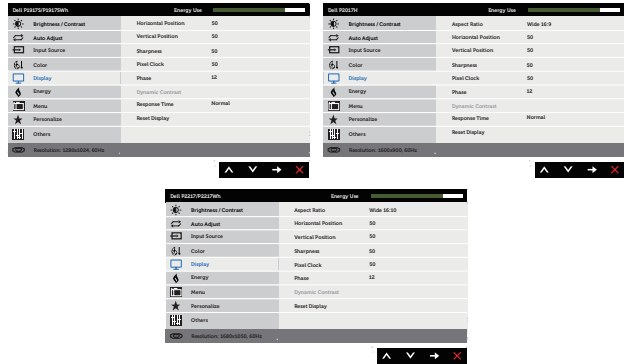 Dell P1917S/P1917SWh Energy Use
Brightness / Contrast Horizontal Position 50
Auto Adjust Vertical Position 50
Input Source Sharpness 50
Color Pixel Clock 50
Display Phase 12
Energy Dynamic Contrast
Menu Response Time Normal
Personalize Reset Display
Others
Resolution: 1280x1024, 60Hz
Dell P2017H Energy Use
Brightness / Contrast Aspect Ratio Wide 16:9
Auto Adjust Horizontal Position 50
Input Source Vertical Position 50
Color Sharpness 50
Display Pixel Clock 50
Energy Phase 12
Menu Dynamic Contrast
Personalize Response Time Normal
Others Reset Display
Resolution: 1600x900, 60Hz
Dell P2217/P2217Wh Energy Use
Brightness / Contrast Aspect Ratio Wide 16:10
Auto Adjust Horizontal Position 50
Input Source Vertical Position 50
Color Sharpness 50
Display Pixel Clock 50
Energy Phase 12
Menu Dynamic Contrast
Personalize Reset Display
Others
Resolution: 1680x1050, 60Hz